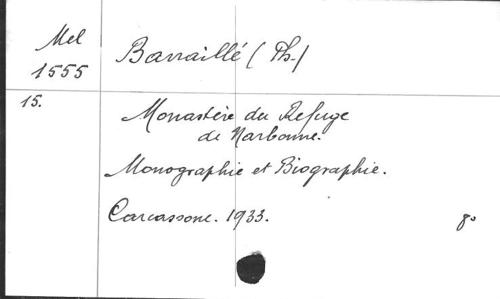 Mel
1555
Barraillé (Ph.)
15.
Monastère du Refuge
de Narbonne.
Monographie et Biographie.
Carcassone. 1933.
8°